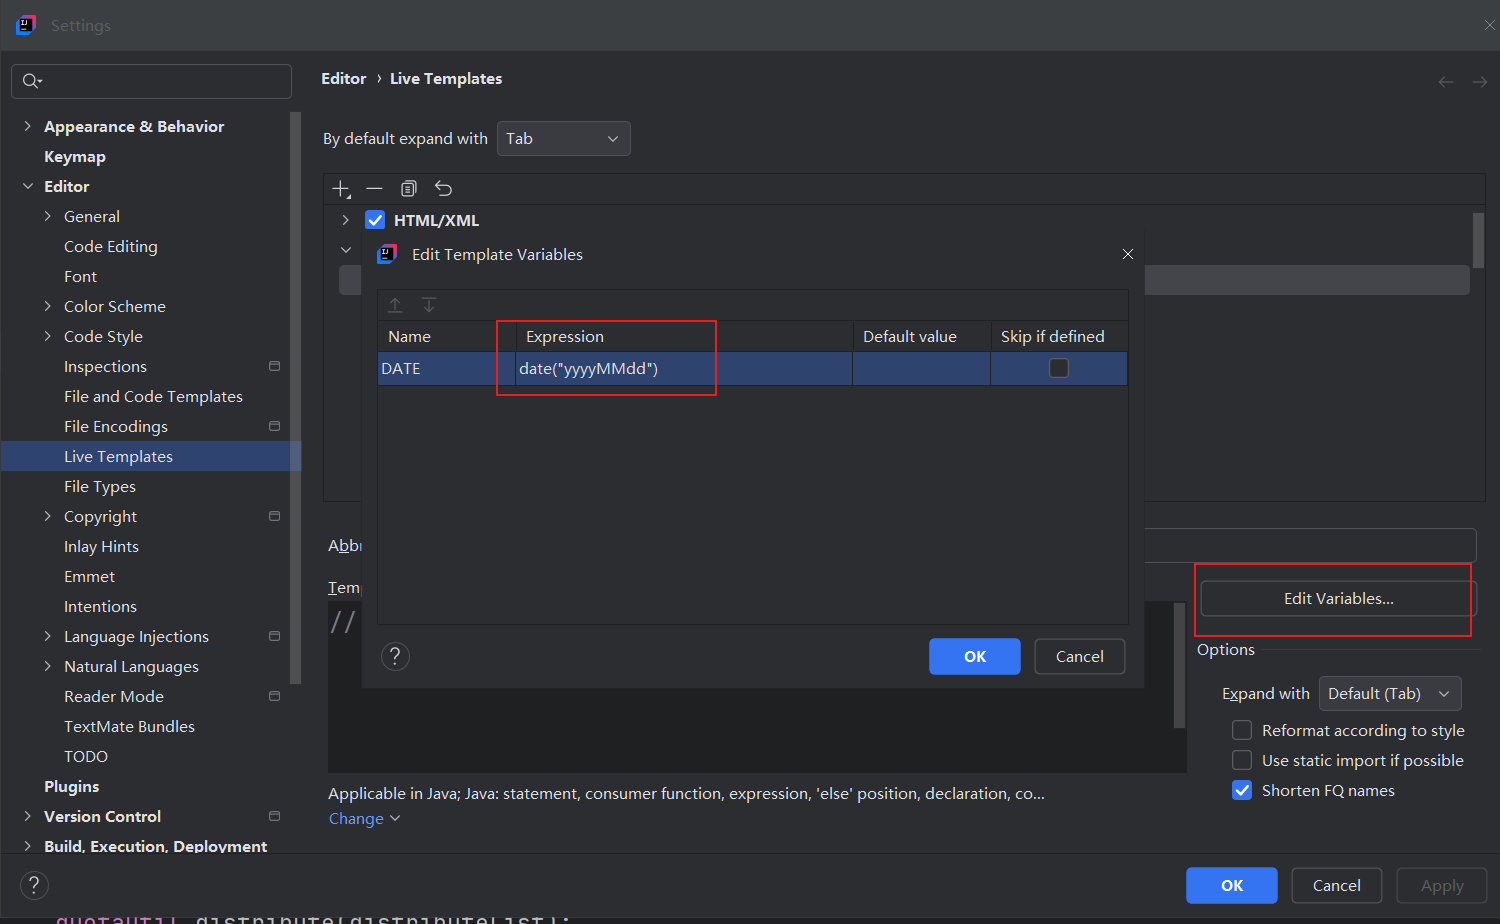 Settings
Editor › Live Templates
By default expand with Tab
Appearance & Behavior
Keymap
Editor
General
Code Editing
Font
Color Scheme
Code Style
Inspections
File and Code Templates
File Encodings
Live Templates
File Types
Copyright
Inlay Hints
Emmet
Intentions
Language Injections
Natural Languages
Reader Mode
TextMate Bundles
TODO
Plugins
Version Control
Build, Execution, Deployment
HTML/XML
Edit Template Variables
Name Expression Default value Skip if defined
DATE date("yyyyMMdd")
OK Cancel
Abbr
Temp
//
Edit Variables...
Options
Expand with Default (Tab)
Reformat according to style
Use static import if possible
Shorten FQ names
Applicable in Java; Java: statement, consumer function, expression, 'else' position, declaration, co...
Change
OK Cancel Apply
quotautil distribute(distributeList):